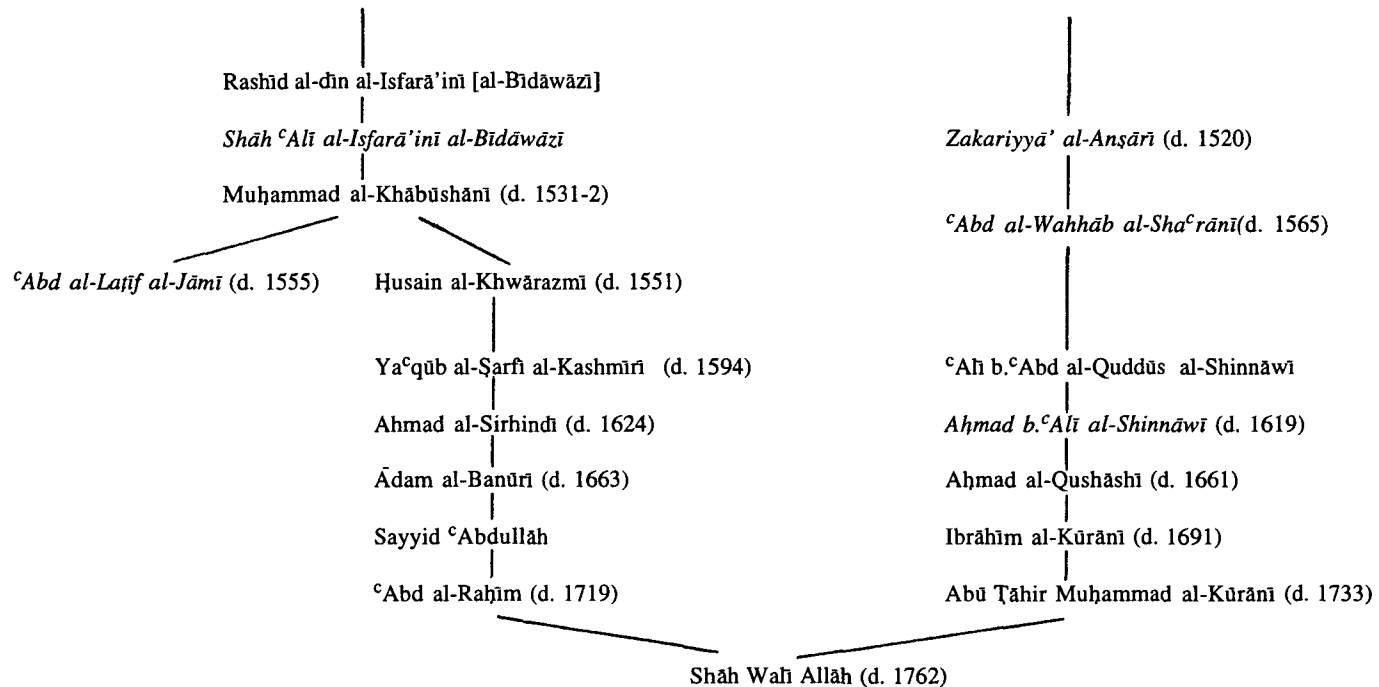 Rashīd al-dīn al-Isfarā'inī [al-Bīdāwāzī]
Shāh ᶜAlī al-Isfarā'inī al-Bīdāwāzī
Zakariyyā' al-Anṣārī (d. 1520)
Muḥammad al-Khābūshānī (d. 1531-2)
ᶜAbd al-Wahhāb al-Shaᶜrānī(d. 1565)
ᶜAbd al-Laṭīf al-Jāmī (d. 1555)
Ḥusain al-Khwārazmī (d. 1551)
Yaᶜqūb al-Ṣarfī al-Kashmīrī (d. 1594)
ᶜAlī b.ᶜAbd al-Quddūs al-Shinnāwī
Ahmad al-Sirhindī (d. 1624)
Aḥmad b.ᶜAlī al-Shinnāwī (d. 1619)
Ādam al-Banūrī (d. 1663)
Aḥmad al-Qushāshī (d. 1661)
Sayyid ᶜAbdullāh
Ibrāhīm al-Kūrānī (d. 1691)
ᶜAbd al-Raḥīm (d. 1719)
Abū Ṭāhir Muḥammad al-Kūrānī (d. 1733)
Shāh Walī Allāh (d. 1762)